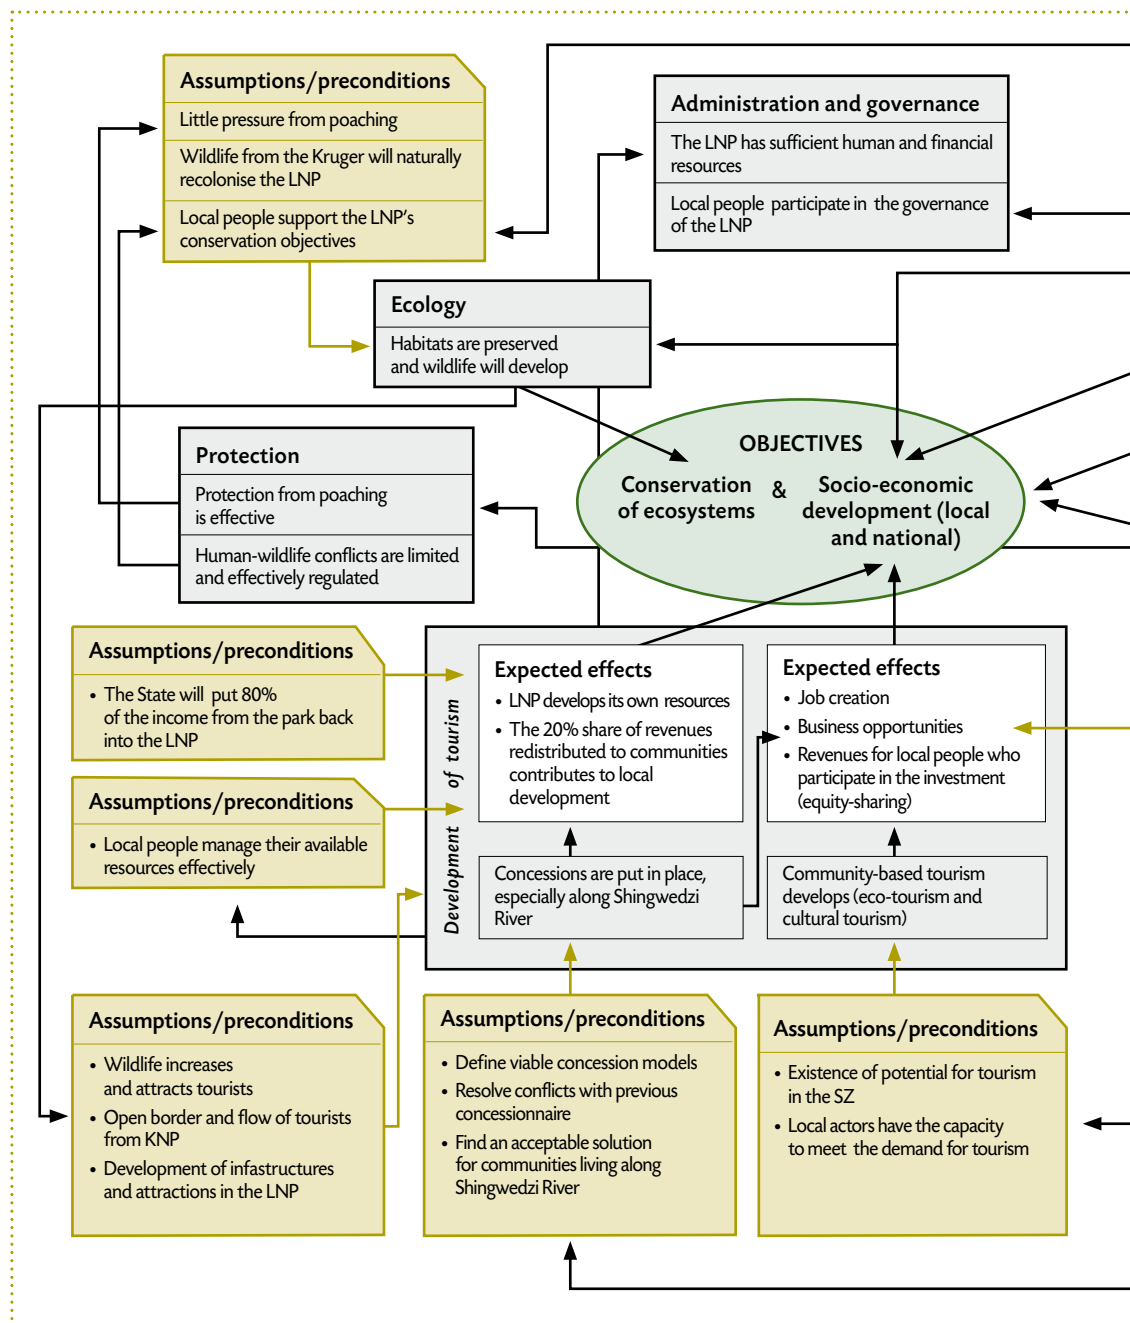 Assumptions/preconditions
Little pressure from poaching
Wildlife from the Kruger will naturally
recolonise the LNP
Local people support the LNP's
conservation objectives
Administration and governance
The LNP has sufficient human and financial
resources
Local people participate in the governance
of the LNP
Ecology
Habitats are preserved
and wildlife will develop
Protection
Protection from poaching
is effective
Human-wildlife conflicts are limited
and effectively regulated
OBJECTIVES
Conservation
of ecosystems
&
Socio-economic
development (local
and national)
Assumptions/preconditions
• The State will put 80%
of the income from the park back
into the LNP
Assumptions/preconditions
• Local people manage their available
resources effectively
Development of tourism
Expected effects
• LNP develops its own resources
• The 20% share of revenues
redistributed to communities
contributes to local
development
Expected effects
• Job creation
• Business opportunities
• Revenues for local people who
participate in the investment
(equity-sharing)
Concessions are put in place,
especially along Shingwedzi
River
Community-based tourism
develops (eco-tourism and
cultural tourism)
Assumptions/preconditions
• Wildlife increases
and attracts tourists
• Open border and flow of tourists
from KNP
• Development of infastructures
and attractions in the LNP
Assumptions/preconditions
• Define viable concession models
• Resolve conflicts with previous
concessionnaire
• Find an acceptable solution
for communities living along
Shingwedzi River
Assumptions/preconditions
• Existence of potential for tourism
in the SZ
• Local actors have the capacity
to meet the demand for tourism